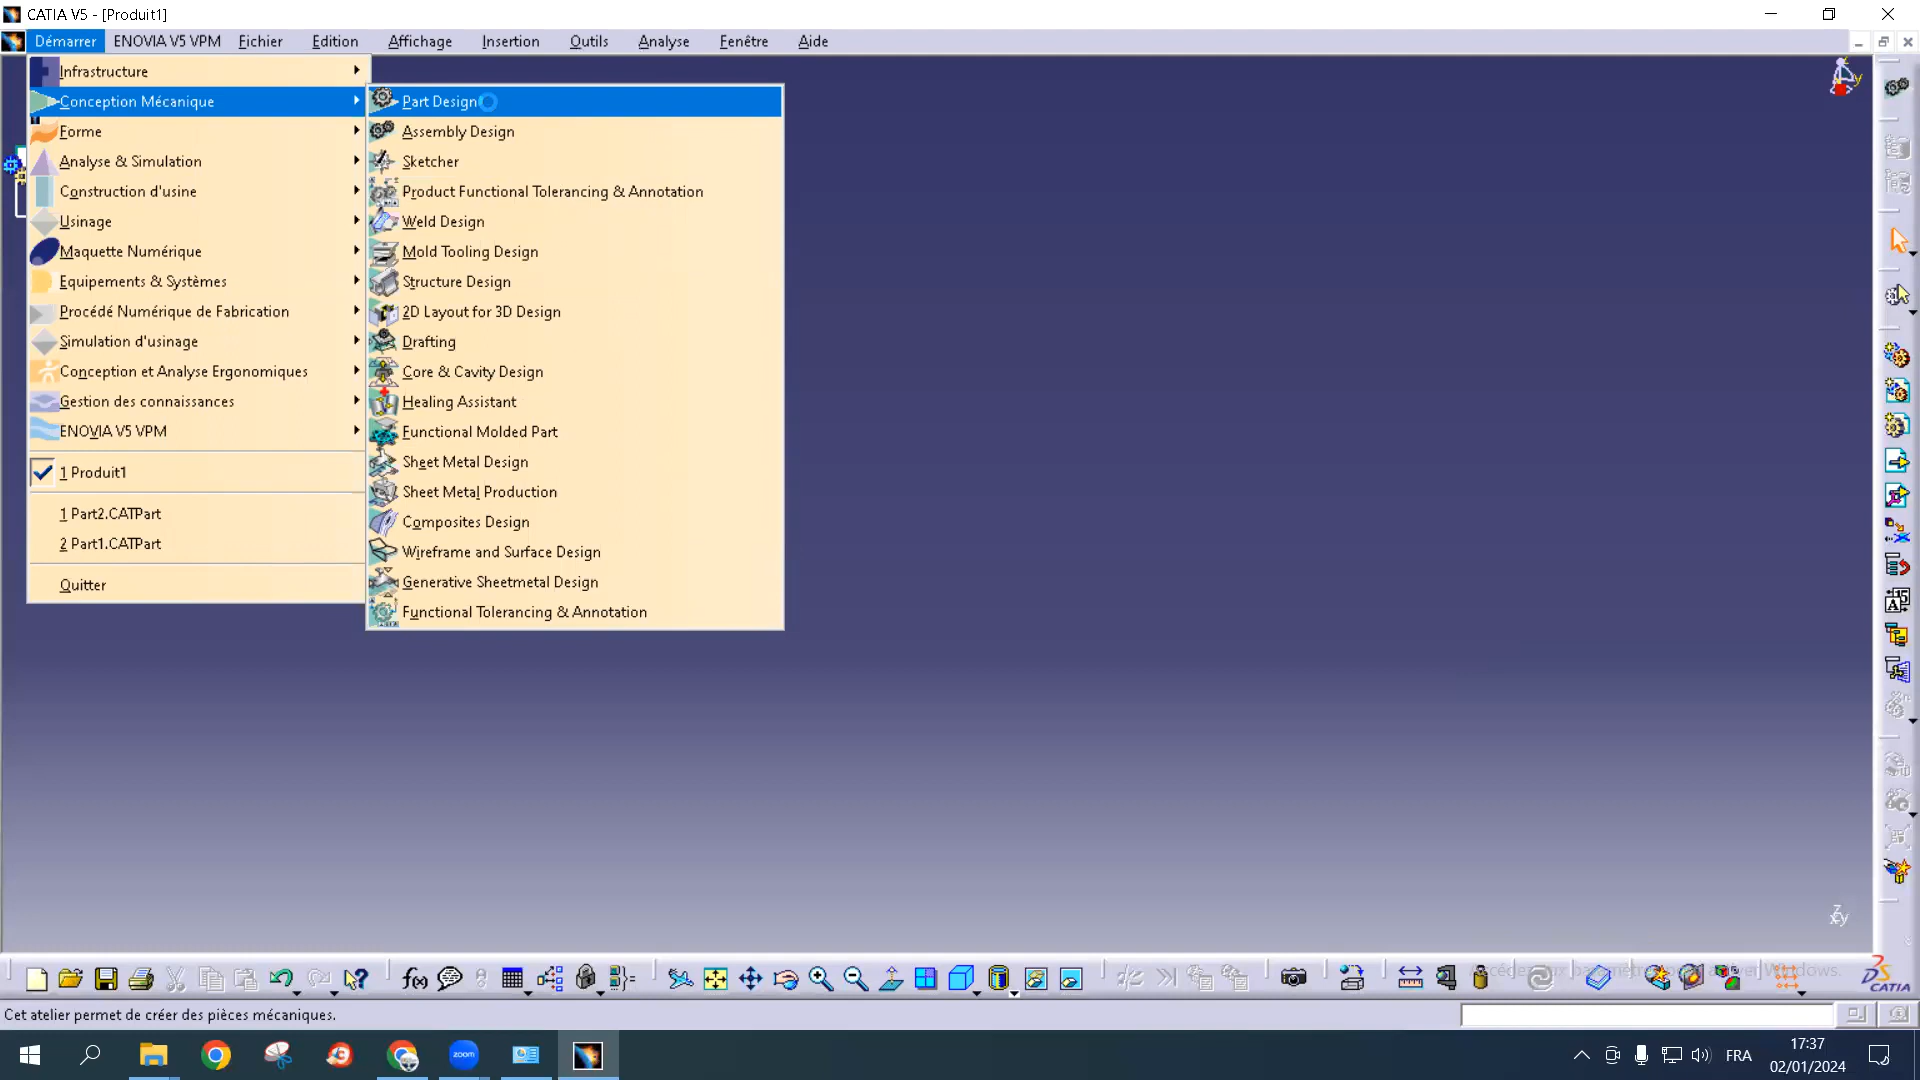 CATIA V5 - [Produit1]
Démarrer ENOVIA V5 VPM Fichier Edition Affichage Insertion Outils Analyse Fenêtre Aide
Infrastructure
Conception Mécanique
Forme
Analyse & Simulation
Construction d'usine
Usinage
Maquette Numérique
Equipements & Systèmes
Procédé Numérique de Fabrication
Simulation d'usinage
Conception et Analyse Ergonomiques
Gestion des connaissances
ENOVIA V5 VPM
1 Produit1
1 Part2.CATPart
2 Part1.CATPart
Quitter
Part Design
Assembly Design
Sketcher
Product Functional Tolerancing & Annotation
Weld Design
Mold Tooling Design
Structure Design
2D Layout for 3D Design
Drafting
Core & Cavity Design
Healing Assistant
Functional Molded Part
Sheet Metal Design
Sheet Metal Production
Composites Design
Wireframe and Surface Design
Generative Sheetmetal Design
Functional Tolerancing & Annotation
CATIA
Cet atelier permet de créer des pièces mécaniques.
zoom
FRA
17:37
02/01/2024